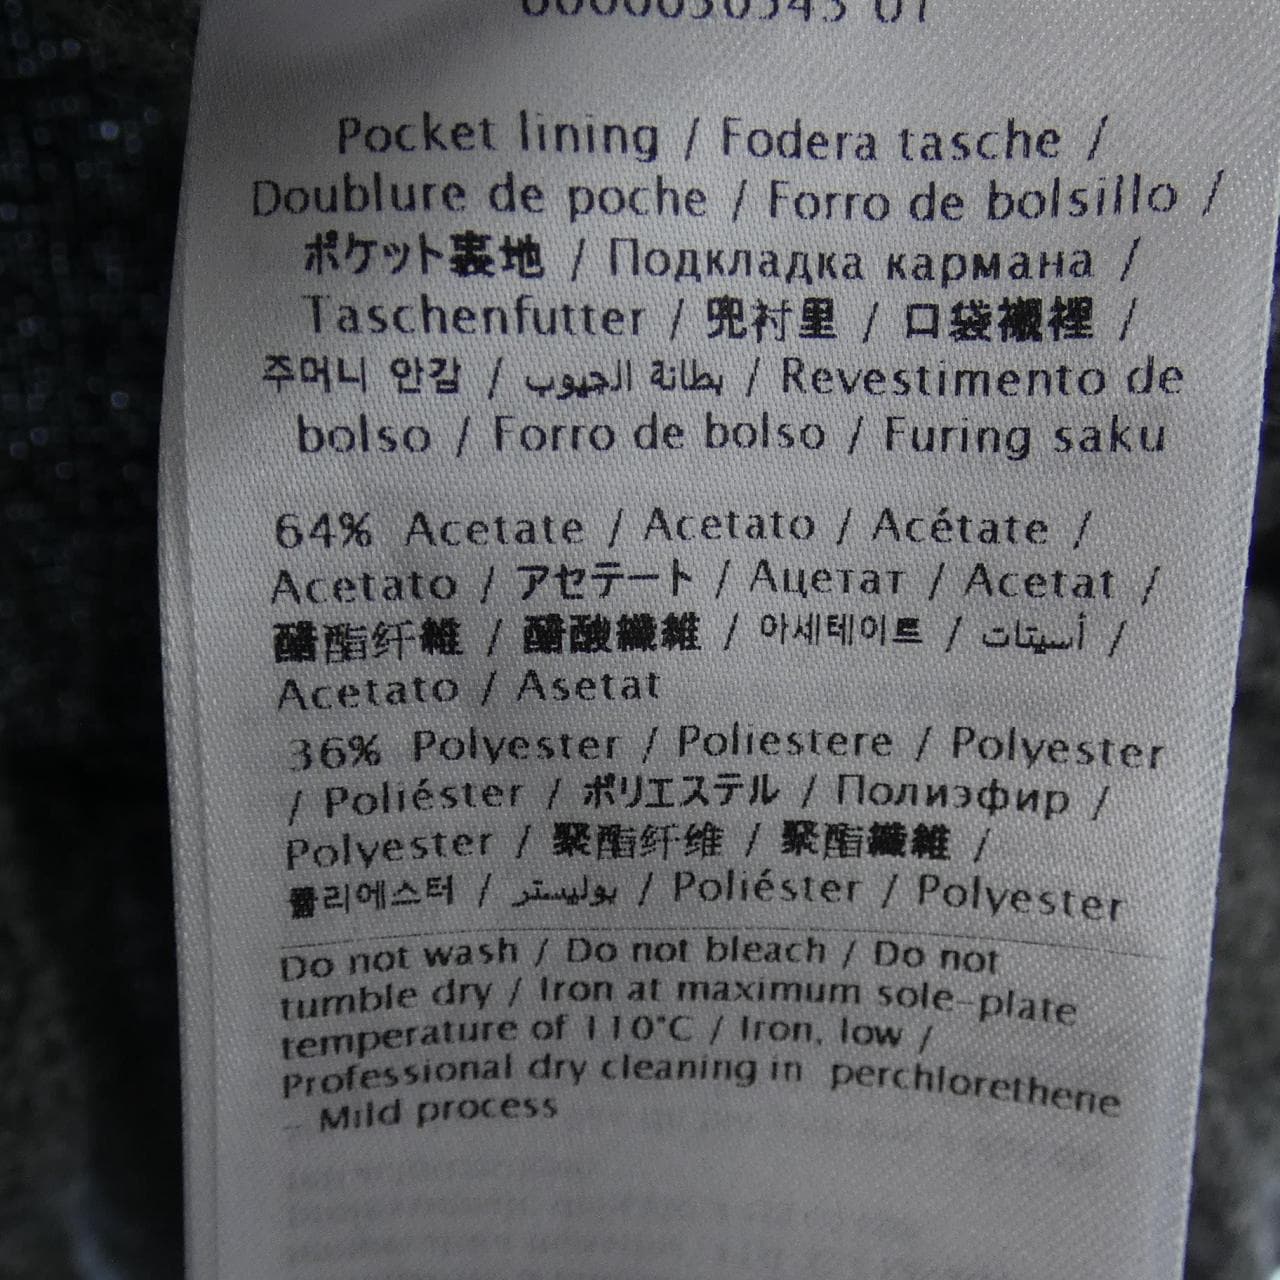 0000030343 01
Pocket lining / Fodera tasche /
Doublure de poche / Forro de bolsillo /
ポケット裏地 / Подкладка кармана /
Taschenfutter / 兜衬里 / 口袋襯裡 /
주머니 안감 / بطانة الجيوب / Revestimento de
bolso / Forro de bolso / Furing saku
64% Acetate / Acetato / Acétate /
Acetato / アセテート / Ацетат / Acetat /
醋酯纤維 / 醋酸纖維 / 아세테이트 / أسيتات /
Acetato / Asetat
36% Polyester / Poliestere / Polyester
/ Poliéster / ポリエステル / Полиэфир /
Polyester / 聚酯纤维 / 聚酯纖維 /
폴리에스터 / بوليستر / Poliéster / Polyester
Do not wash / Do not bleach / Do not
tumble dry / Iron at maximum sole-plate
temperature of 110°C / Iron, low /
Professional dry cleaning in perchlorethene
- Mild process